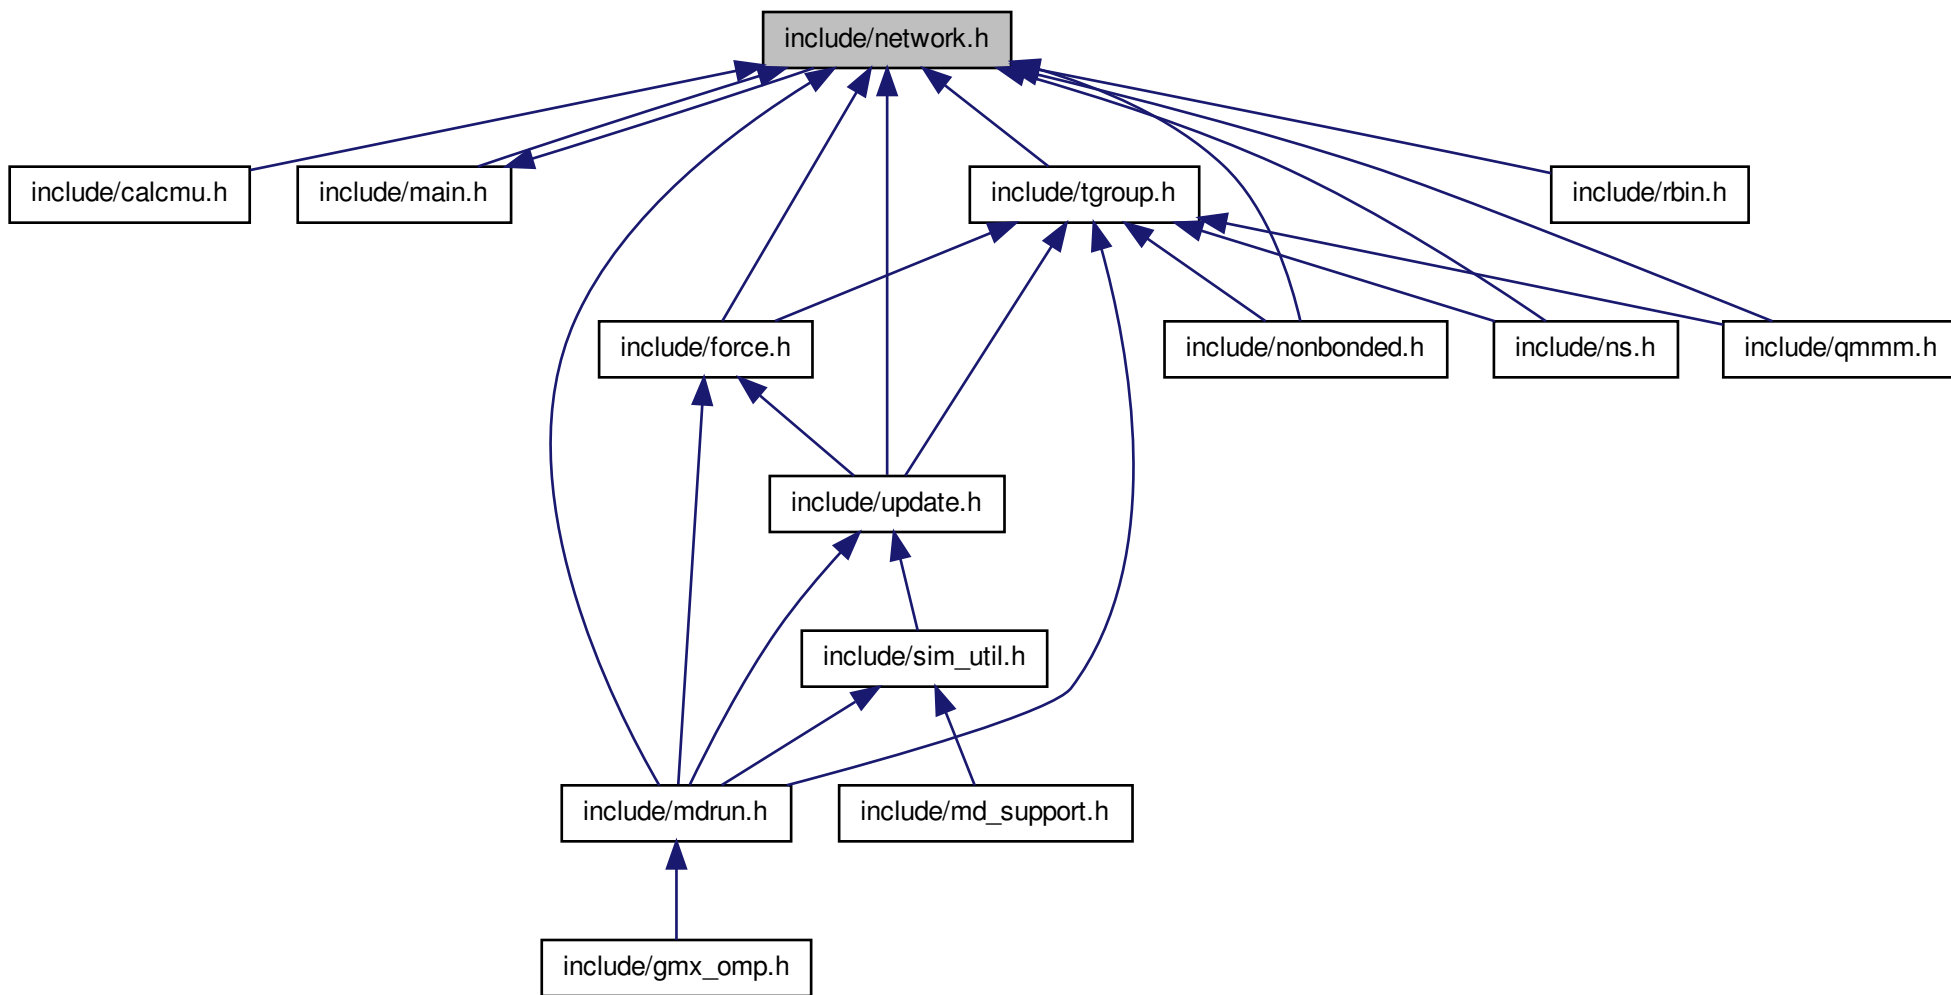 include/network.h
include/calcmu.h
include/main.h
include/tgroup.h
include/rbin.h
include/force.h
include/nonbonded.h
include/ns.h
include/qmmm.h
include/update.h
include/sim_util.h
include/mdrun.h
include/md_support.h
include/gmx_omp.h